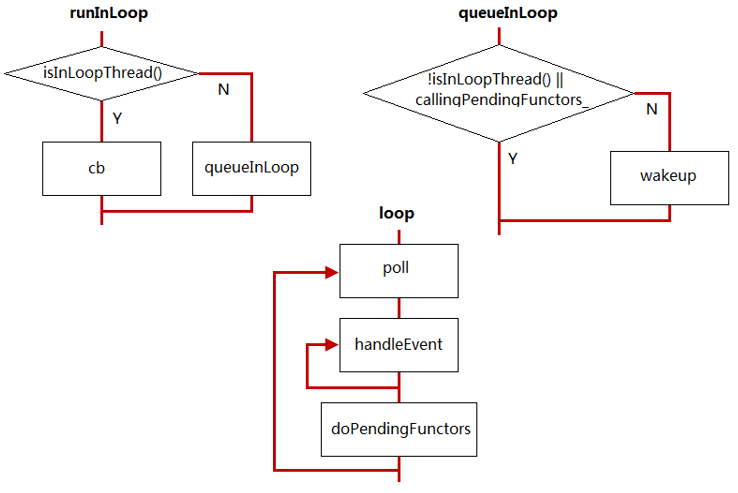 runInLoop
isInLoopThread()
N
Y
cb
queueInLoop
queueInLoop
!isInLoopThread() ||
callingPendingFunctors_
N
Y
wakeup
loop
poll
handleEvent
doPendingFunctors